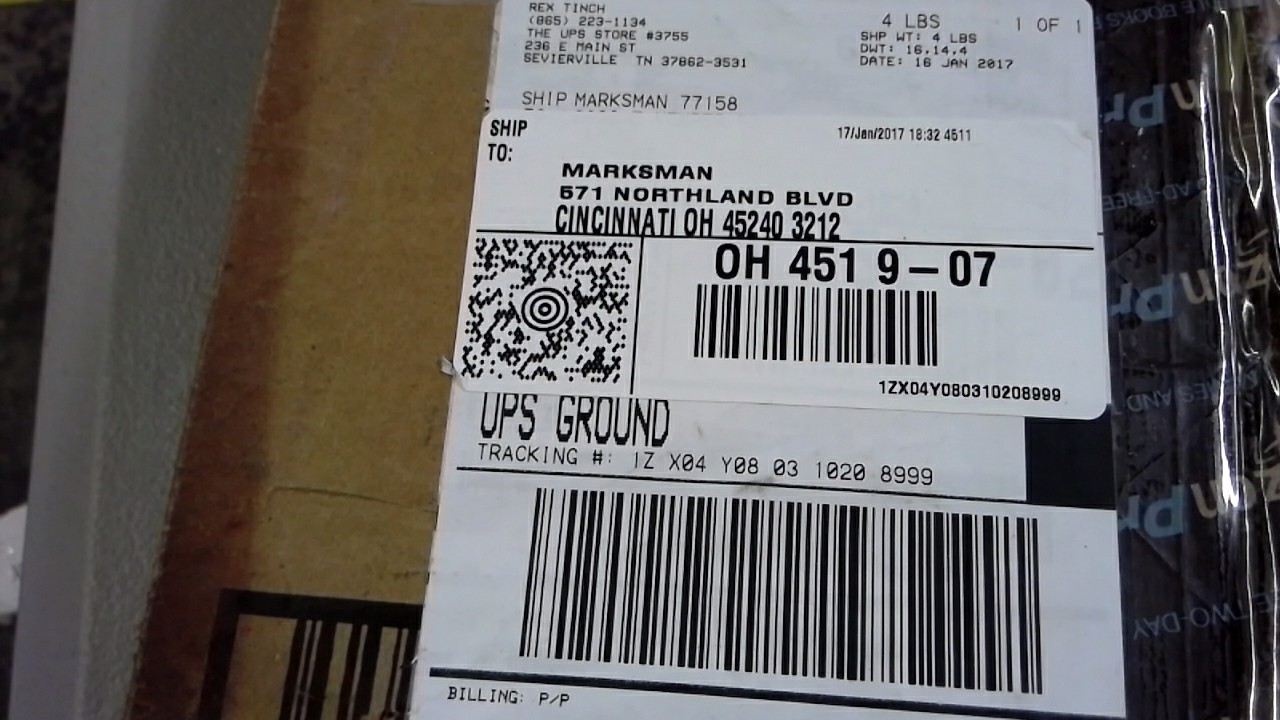 REX TINCH
(865) 223-1134
THE UPS STORE #3755
236 E MAIN ST
SEVIERVILLE TN 37862-3531
4 LBS
1 OF 1
SHP WT: 4 LBS
DWT: 16,14,4
DATE: 16 JAN 2017
SHIP MARKSMAN 77158
SHIP
TO:
17/Jan/2017 18:32 4511
MARKSMAN
571 NORTHLAND BLVD
CINCINNATI OH 45240 3212
OH 451 9-07
1ZX04Y080310208999
UPS GROUND
TRACKING #: 1Z X04 Y08 03 1020 8999
BILLING: P/P
TWO-DAY